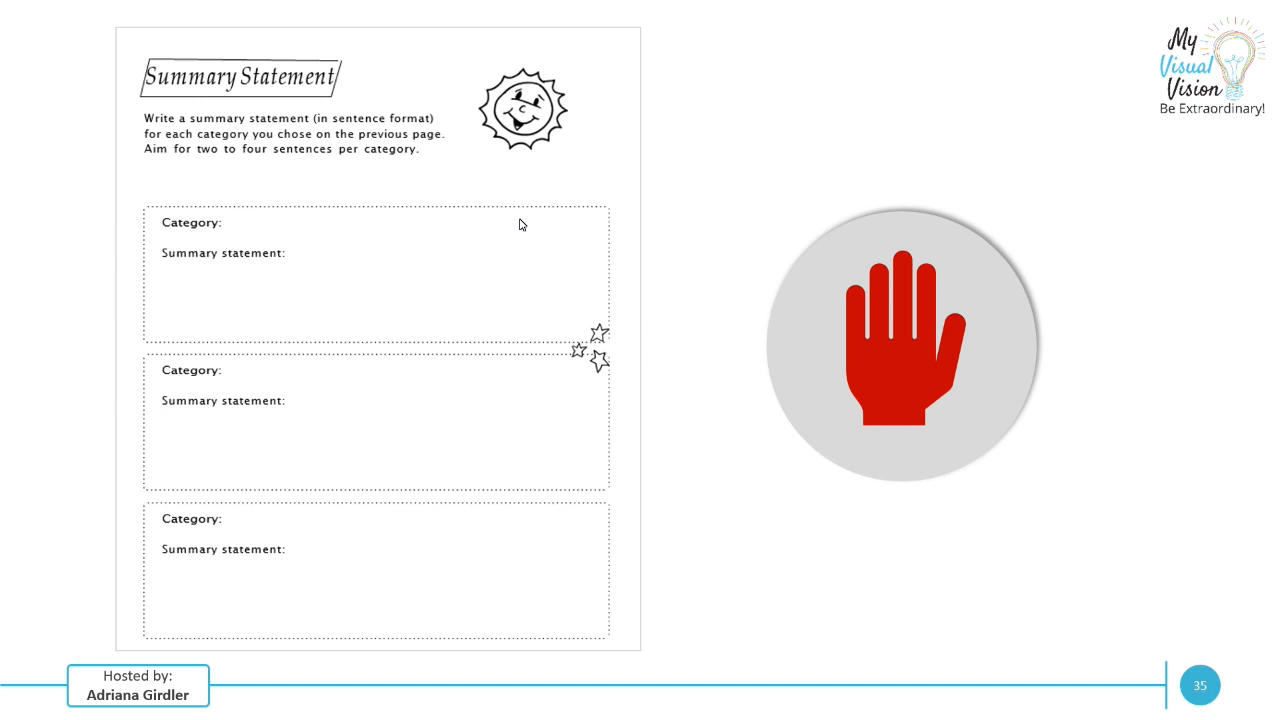 Summary Statement
Write a summary statement (in sentence format)
for each category you chose on the previous page.
Aim for two to four sentences per category.
Category:
Summary statement:
Category:
Summary statement:
Category:
Summary statement:
My
Visual
Vision
Be Extraordinary!
Hosted by:
Adriana Girdler
35